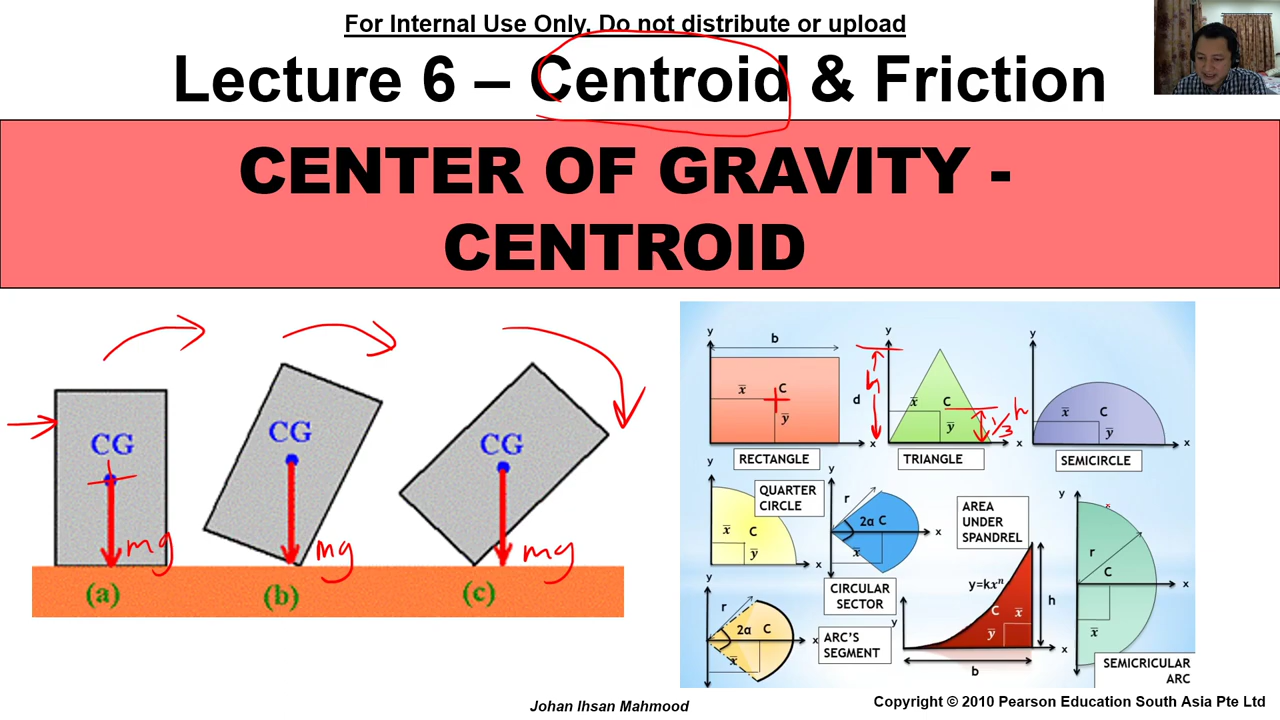 For Internal Use Only. Do not distribute or upload
Lecture 6 – Centroid & Friction
CENTER OF GRAVITY -
CENTROID
CG
mg
(a)
CG
mg
(b)
CG
mg
(c)
y
b
x̅
C
y̅
d
x
RECTANGLE
y
h
x̅
C
y̅
1/3 h
x
TRIANGLE
y
x̅
C
y̅
x
SEMICIRCLE
y
QUARTER
CIRCLE
x̅
C
y̅
x
y
r
2α C
x̅
x
CIRCULAR
SECTOR
AREA
UNDER
SPANDREL
y
y=kxⁿ
C
x̅
y̅
h
b
x
y
r
2α
C
x̅
x
ARC'S
SEGMENT
y
r
C
x̅
x
SEMICRICULAR
ARC
Johan Ihsan Mahmood
Copyright © 2010 Pearson Education South Asia Pte Ltd